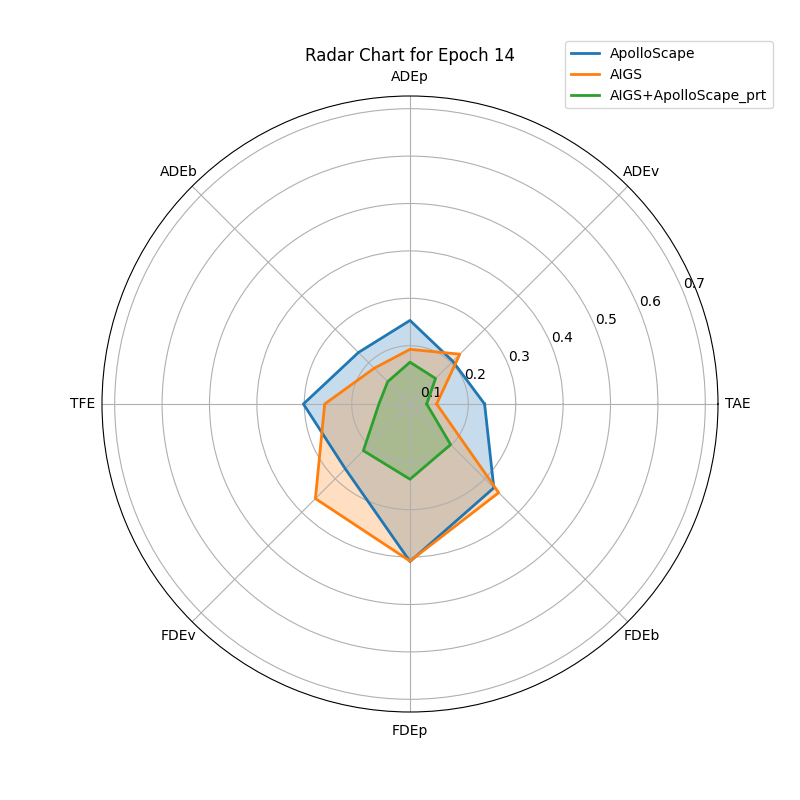 Radar Chart for Epoch 14
ApolloScape
AIGS
AIGS+ApolloScape_prt
ADEp
ADEb
ADEv
0.7
0.6
0.5
0.4
0.3
0.2
0.1
TFE
TAE
FDEv
FDEb
FDEp